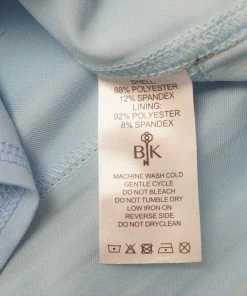 SHELL:
88% POLYESTER
12% SPANDEX
LINING:
92% POLYESTER
8% SPANDEX
B K
MACHINE WASH COLD
GENTLE CYCLE
DO NOT BLEACH
DO NOT TUMBLE DRY
LOW IRON ON
REVERSE SIDE
DO NOT DRYCLEAN